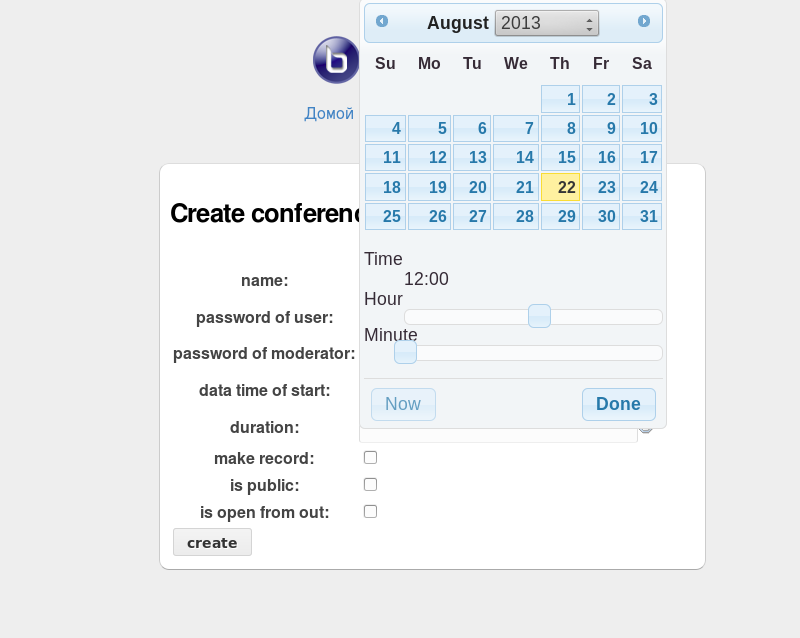 August 2013
Su Mo Tu We Th Fr Sa
1 2 3
4 5 6 7 8 9 10
11 12 13 14 15 16 17
18 19 20 21 22 23 24
25 26 27 28 29 30 31
Time
12:00
Hour
Minute
Now Done
b
Домой
Create conferenc
name:
password of user:
password of moderator:
data time of start:
duration:
make record:
is public:
is open from out:
create